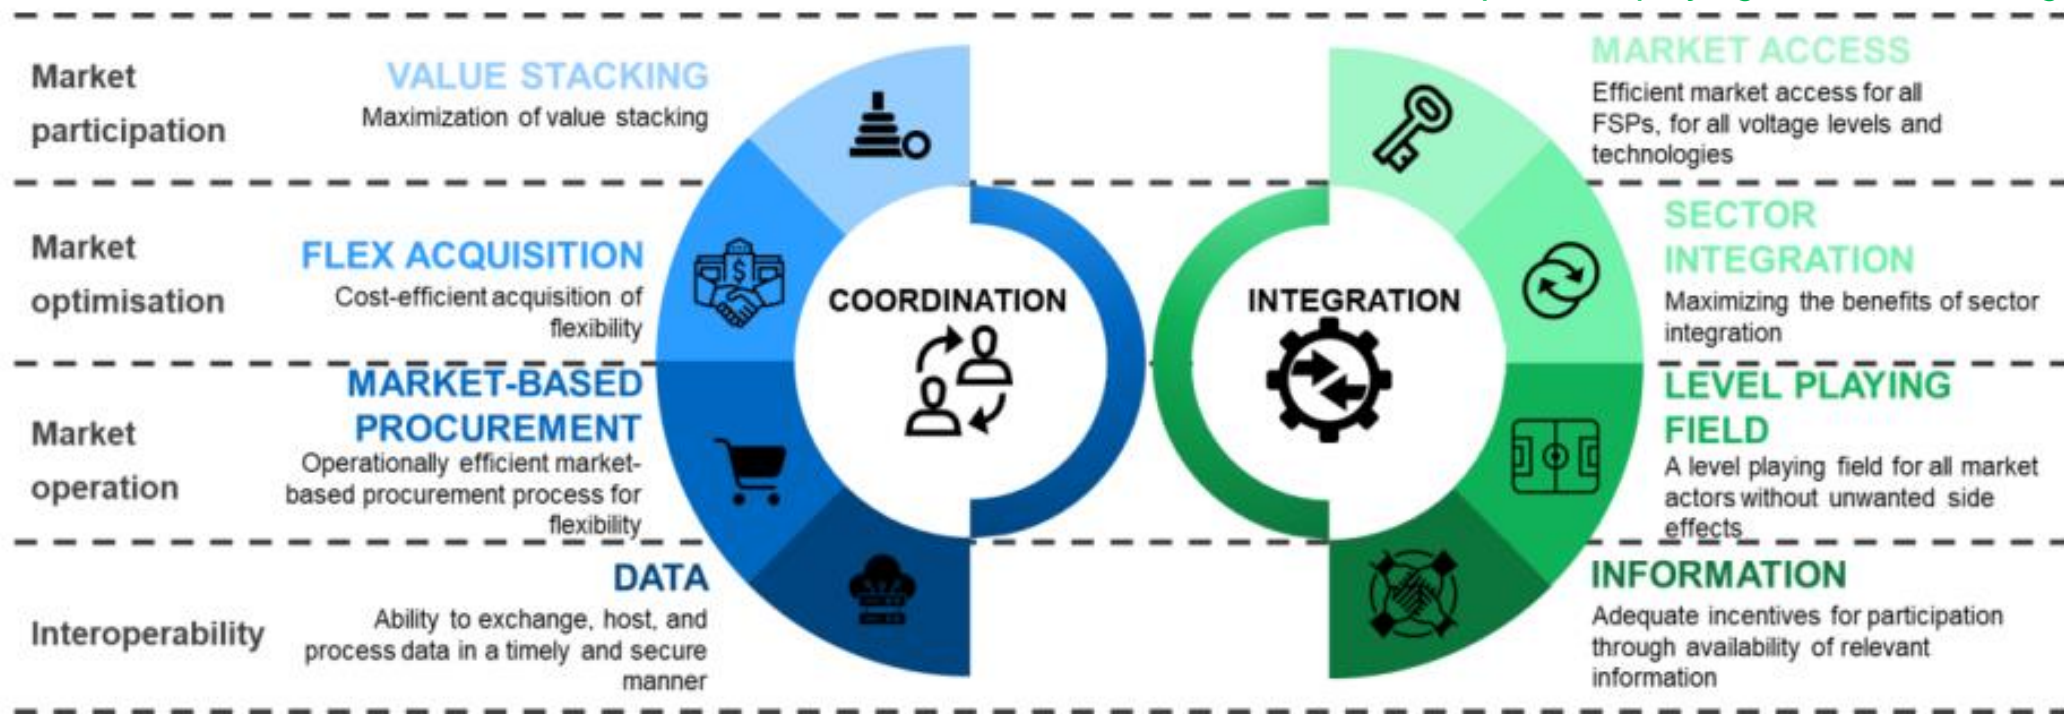 Market
participation
VALUE STACKING
Maximization of value stacking
MARKET ACCESS
Efficient market access for all
FSPs, for all voltage levels and
technologies
Market
optimisation
FLEX ACQUISITION
Cost-efficient acquisition of
flexibility
SECTOR
INTEGRATION
Maximizing the benefits of sector
integration
COORDINATION
INTEGRATION
Market
operation
MARKET-BASED
PROCUREMENT
Operationally efficient market-
based procurement process for
flexibility
LEVEL PLAYING
FIELD
A level playing field for all market
actors without unwanted side
effects
Interoperability
DATA
Ability to exchange, host, and
process data in a timely and secure
manner
INFORMATION
Adequate incentives for participation
through availability of relevant
information